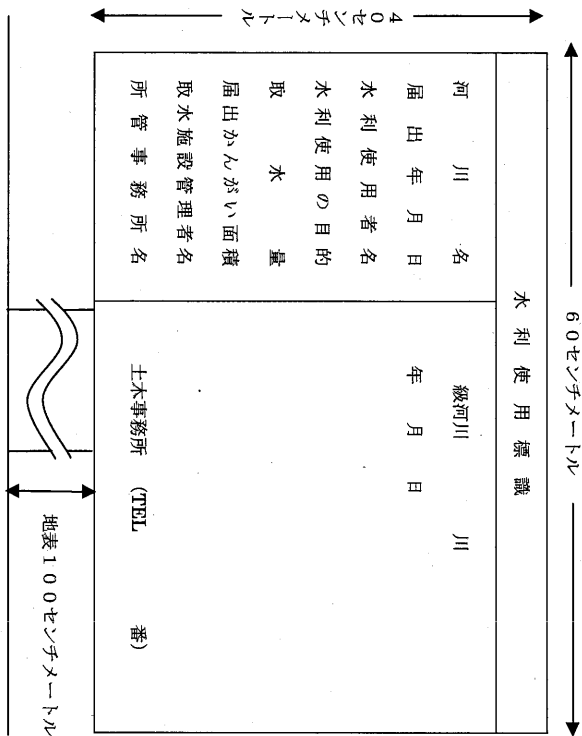 60センチメートル
40センチメートル
水利使用標識
河川名 級河川 川
届出年月日 年 月 日
水利使用者名
水利使用の目的
取水量
届出かんがい面積
取水施設管理者名
所管事務所名 土木事務所 (TEL 番)
地表100センチメートル